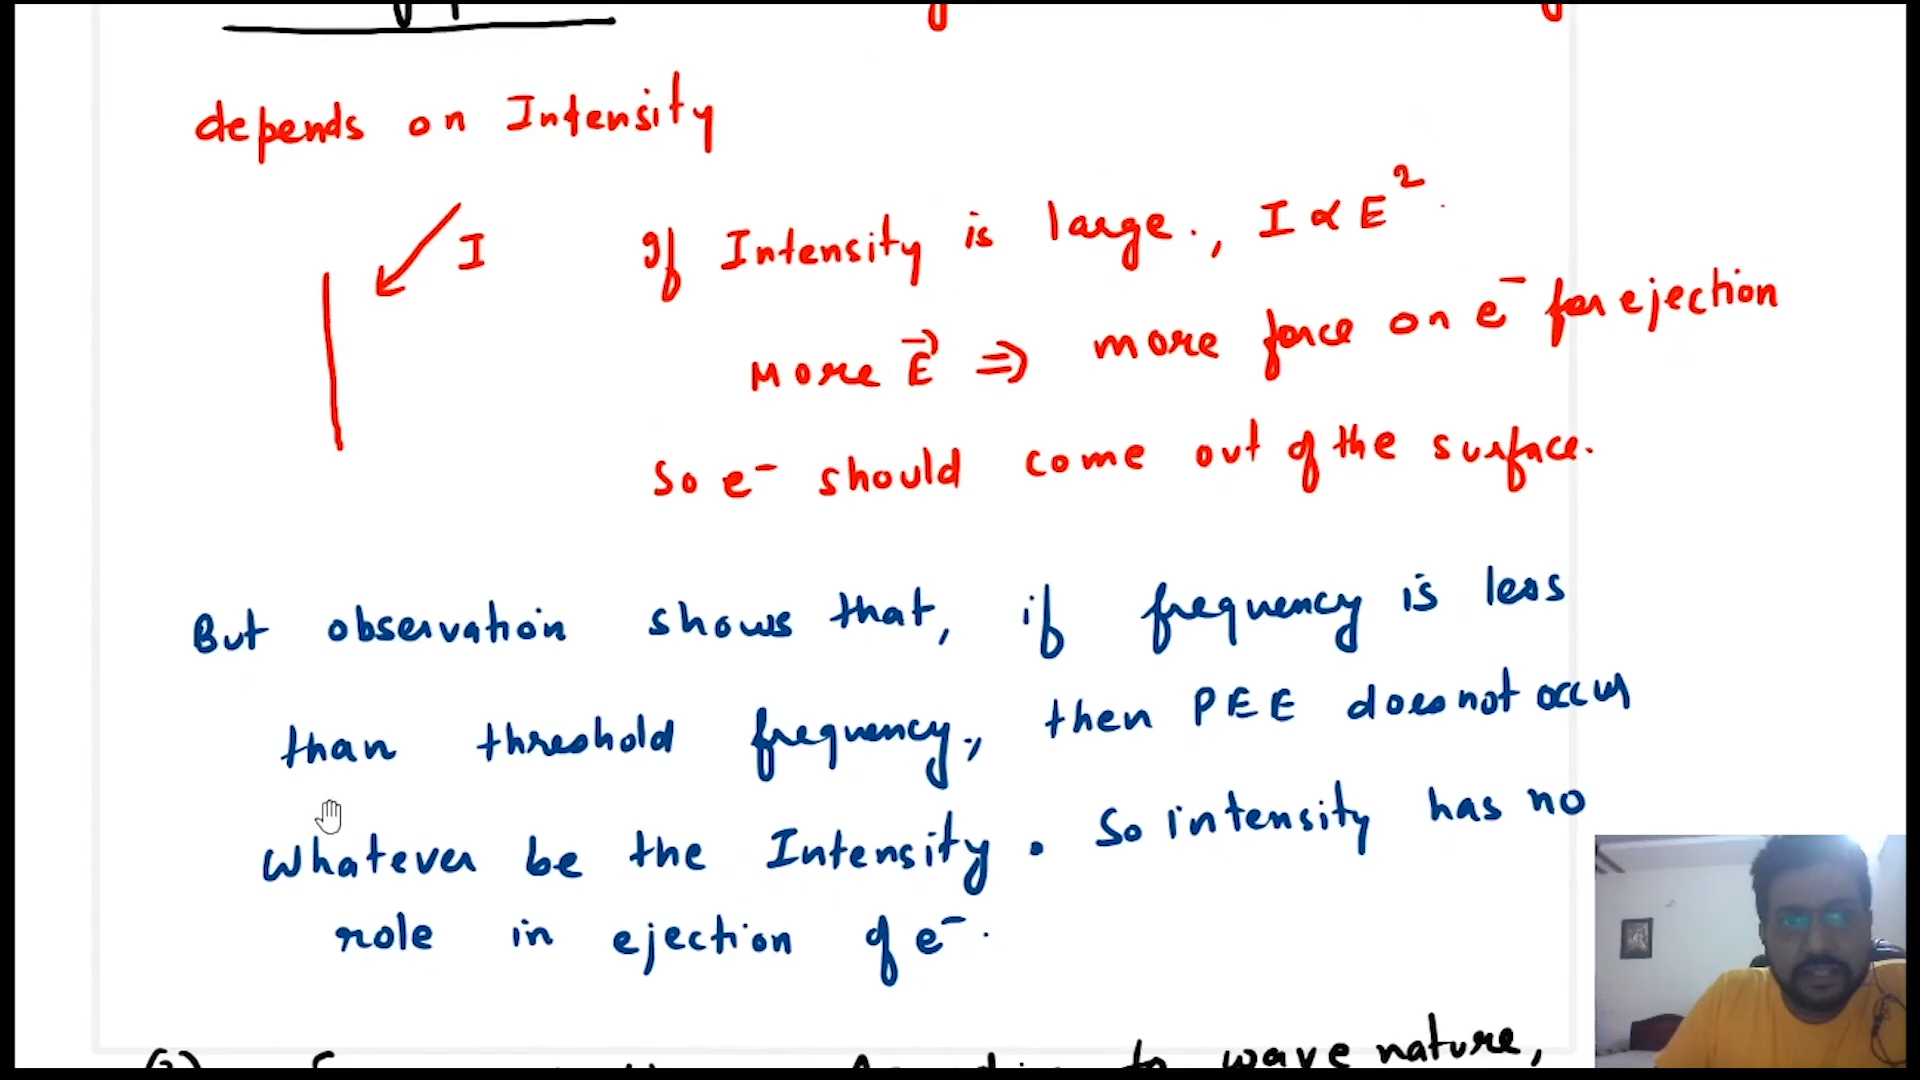 depends on Intensity
I If Intensity is large., I ∝ E²
More E⃗ ⇒ more force on e⁻ for ejection
So e⁻ should come out of the surface.
But observation shows that, if frequency is less
than threshold frequency, then PEE does not occur
whatever be the Intensity. So intensity has no
role in ejection of e⁻.
to wave nature,